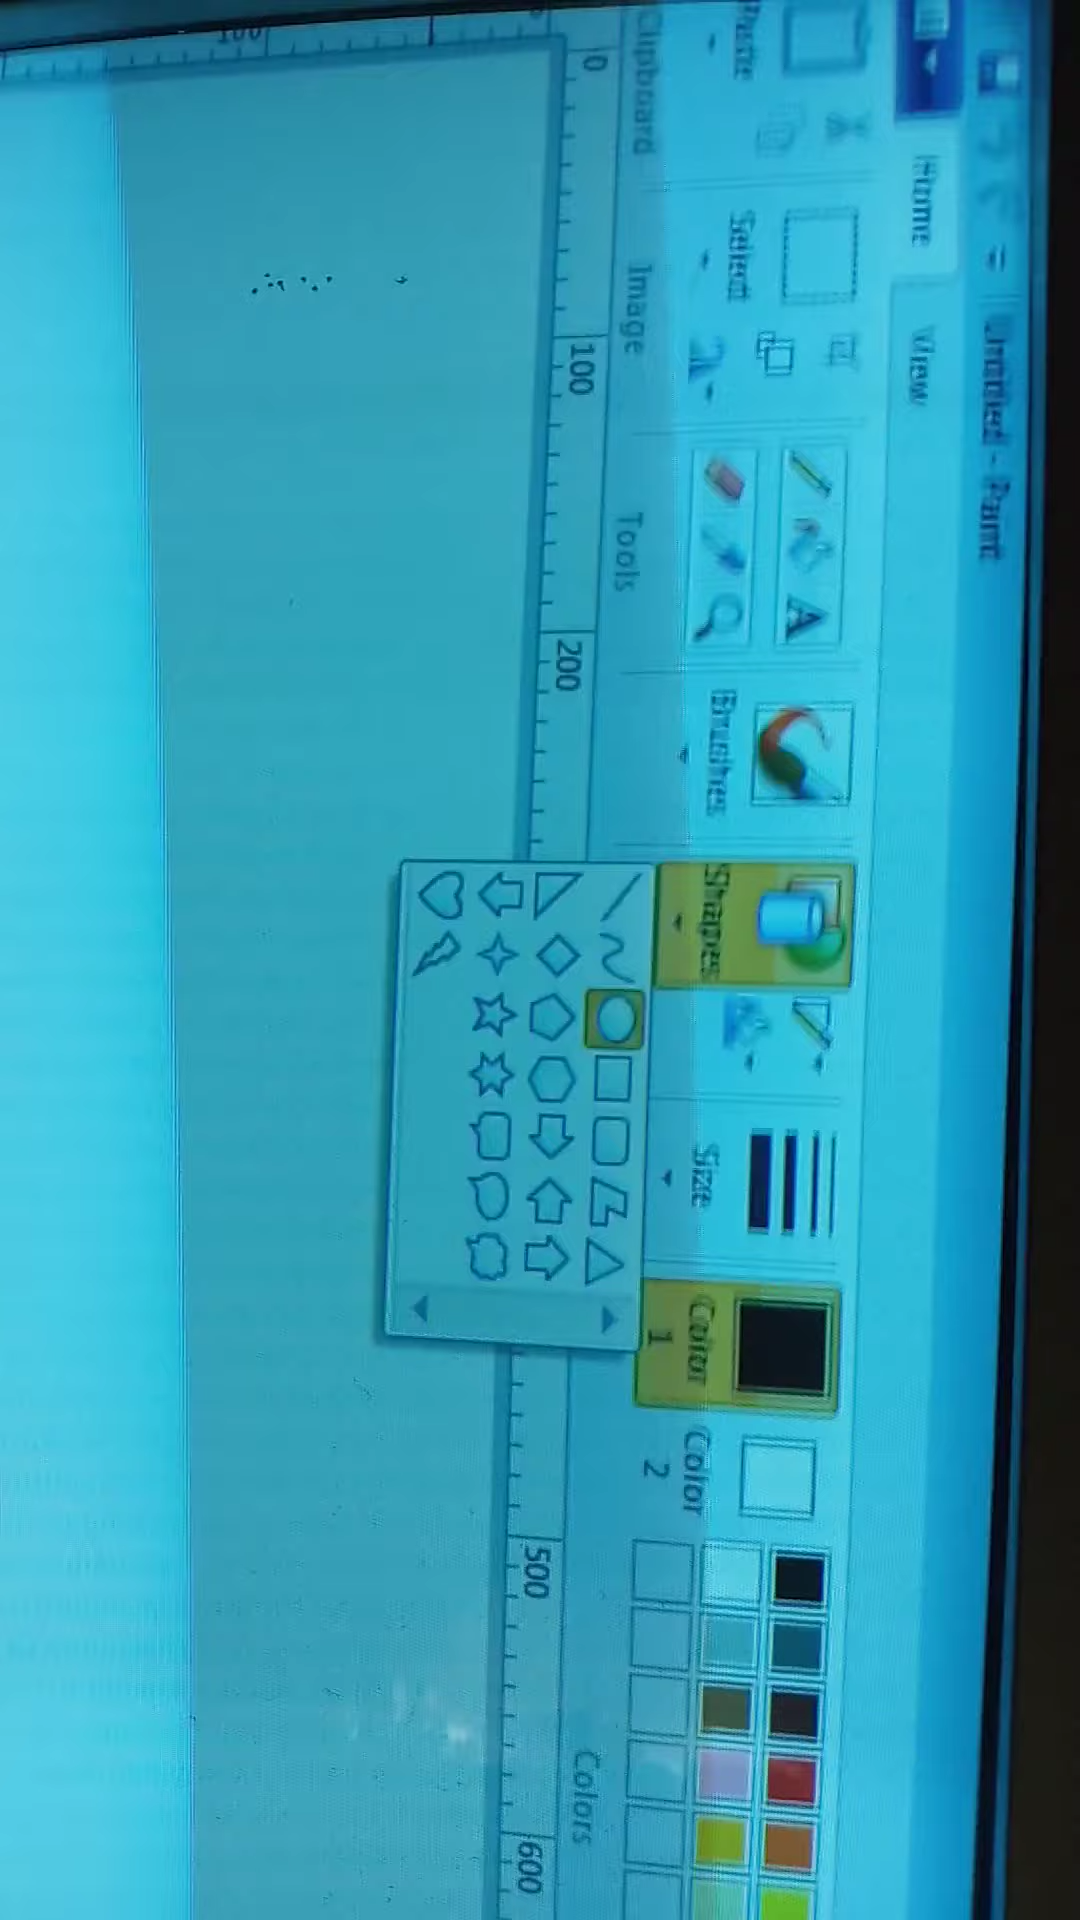 Untitled - Paint
Home View
Paste Select Brushes Shapes Size Color 1 Color 2
A
Clipboard Image Tools Colors
0 100 200 500 600
100